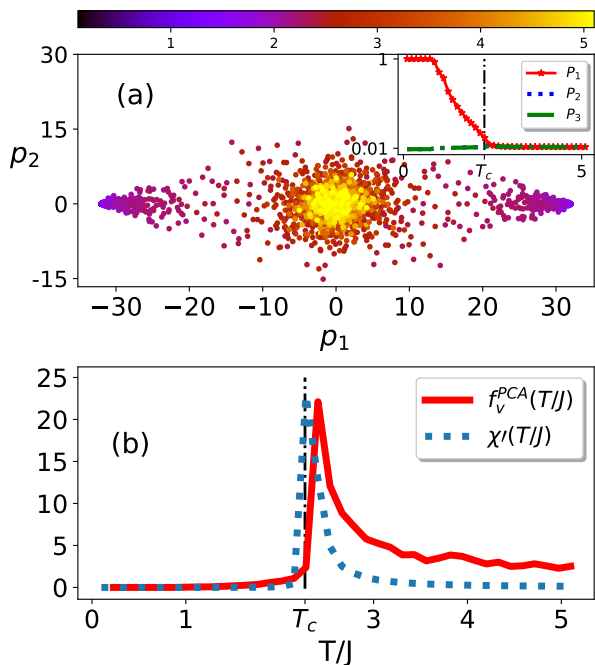 1 2 3 4 5
30
15
0
-15
p₂
(a)
1
0.01
0 T_c 5
P₁
P₂
P₃
−30 −20 −10 0 10 20 30
p₁
25
20
15
10
5
0
(b)
f_v^{PCA}(T/J)
χ′(T/J)
0 1 T_c 3 4 5
T/J